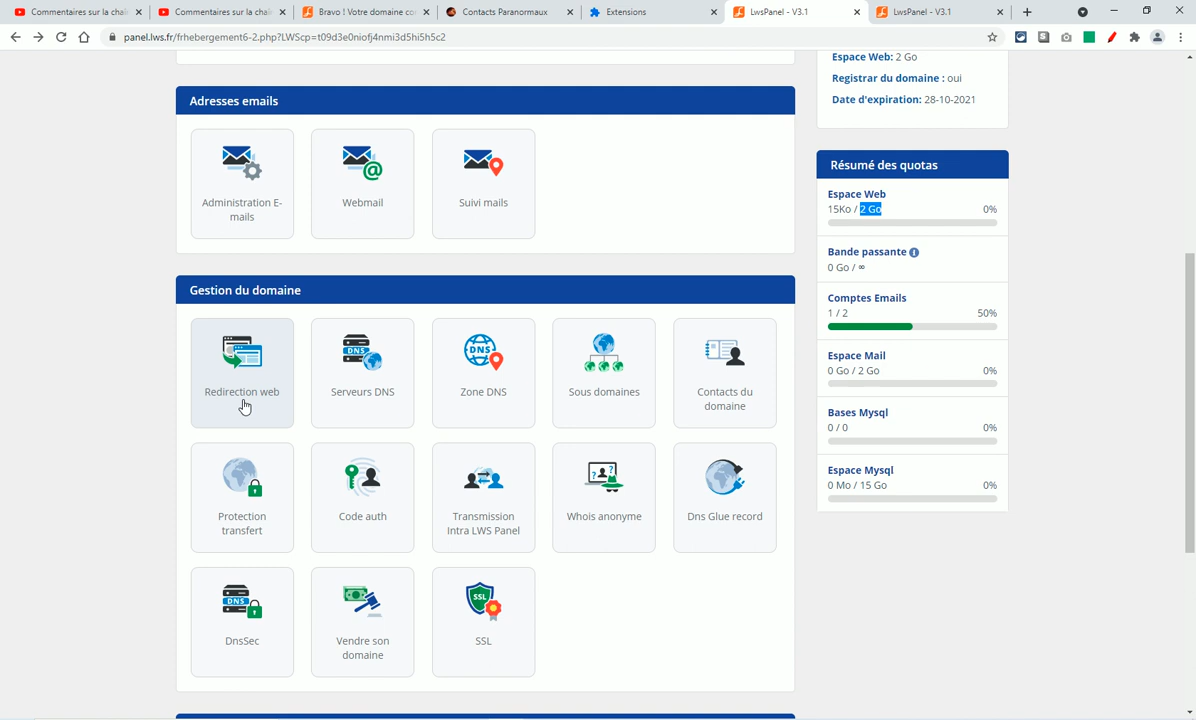 Commentaires sur la chaî
Commentaires sur la chaî
Bravo ! Votre domaine co
Contacts Paranormaux
Extensions
LwsPanel - V3.1
LwsPanel - V3.1
panel.lws.fr/frhebergement6-2.php?LWScp=t09d3e0niofj4nmi3d5hi5h5c2
Espace Web: 2 Go
Registrar du domaine : oui
Date d'expiration: 28-10-2021
Adresses emails
Administration E-
mails
Webmail
Suivi mails
Résumé des quotas
Espace Web
15Ko / 2 Go 0%
Bande passante
0 Go / ∞
Comptes Emails
1 / 2 50%
Espace Mail
0 Go / 2 Go 0%
Bases Mysql
0 / 0 0%
Espace Mysql
0 Mo / 15 Go 0%
Gestion du domaine
Redirection web
DNS
Serveurs DNS
DNS
Zone DNS
Sous domaines
Contacts du
domaine
Protection
transfert
Code auth
Transmission
Intra LWS Panel
Whois anonyme
Dns Glue record
DNS
DnsSec
Vendre son
domaine
SSL
SSL